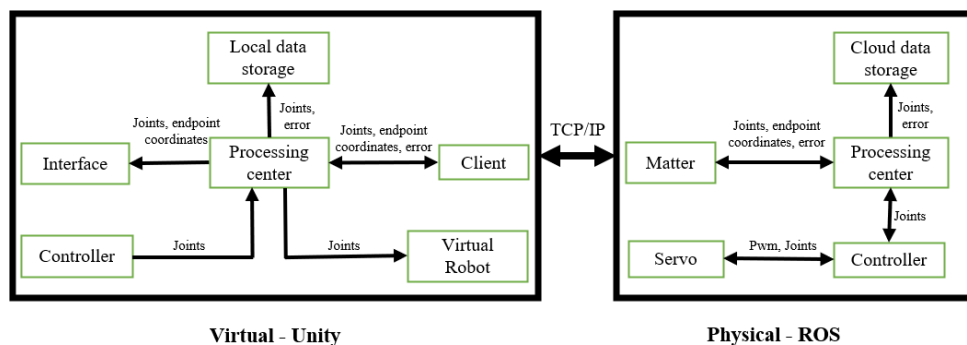 Local data
storage
Joints,
error
Joints, endpoint
coordinates
Interface
Processing
center
Joints, endpoint
coordinates, error
Client
Controller
Joints
Joints
Virtual
Robot
Virtual - Unity
TCP/IP
Cloud data
storage
Joints,
error
Joints, endpoint
coordinates, error
Matter
Processing
center
Joints
Servo
Pwm, Joints
Controller
Physical - ROS